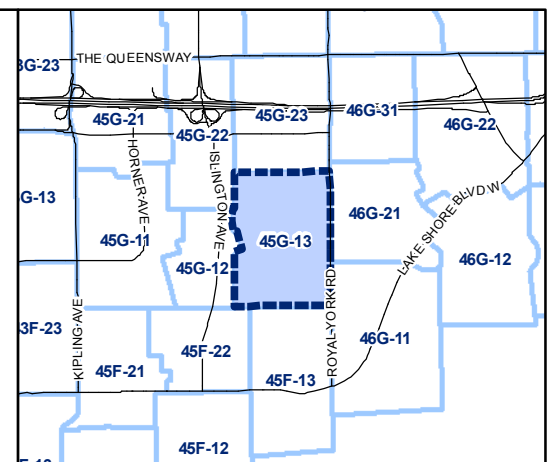 THE QUEENSWAY
3G-23
45G-21
45G-23
46G-31
46G-22
45G-22
HORNER AVE
ISLINGTON AVE
G-13
46G-21
LAKE SHORE BLVD W
45G-11
45G-13
45G-12
46G-12
3F-23
KIPLING AVE
ROYAL YORK RD
46G-11
45F-22
45F-21
45F-13
45F-12